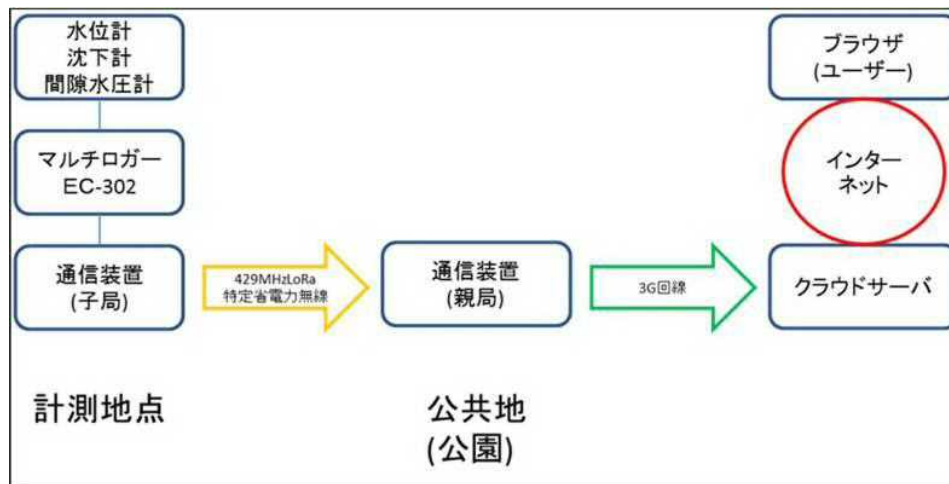 水位計
沈下計
間隙水圧計
マルチロガー
EC-302
通信装置
(子局)
429MHzLoRa
特定省電力無線
通信装置
(親局)
3G回線
ブラウザ
(ユーザー)
インター
ネット
クラウドサーバ
計測地点
公共地
(公園)